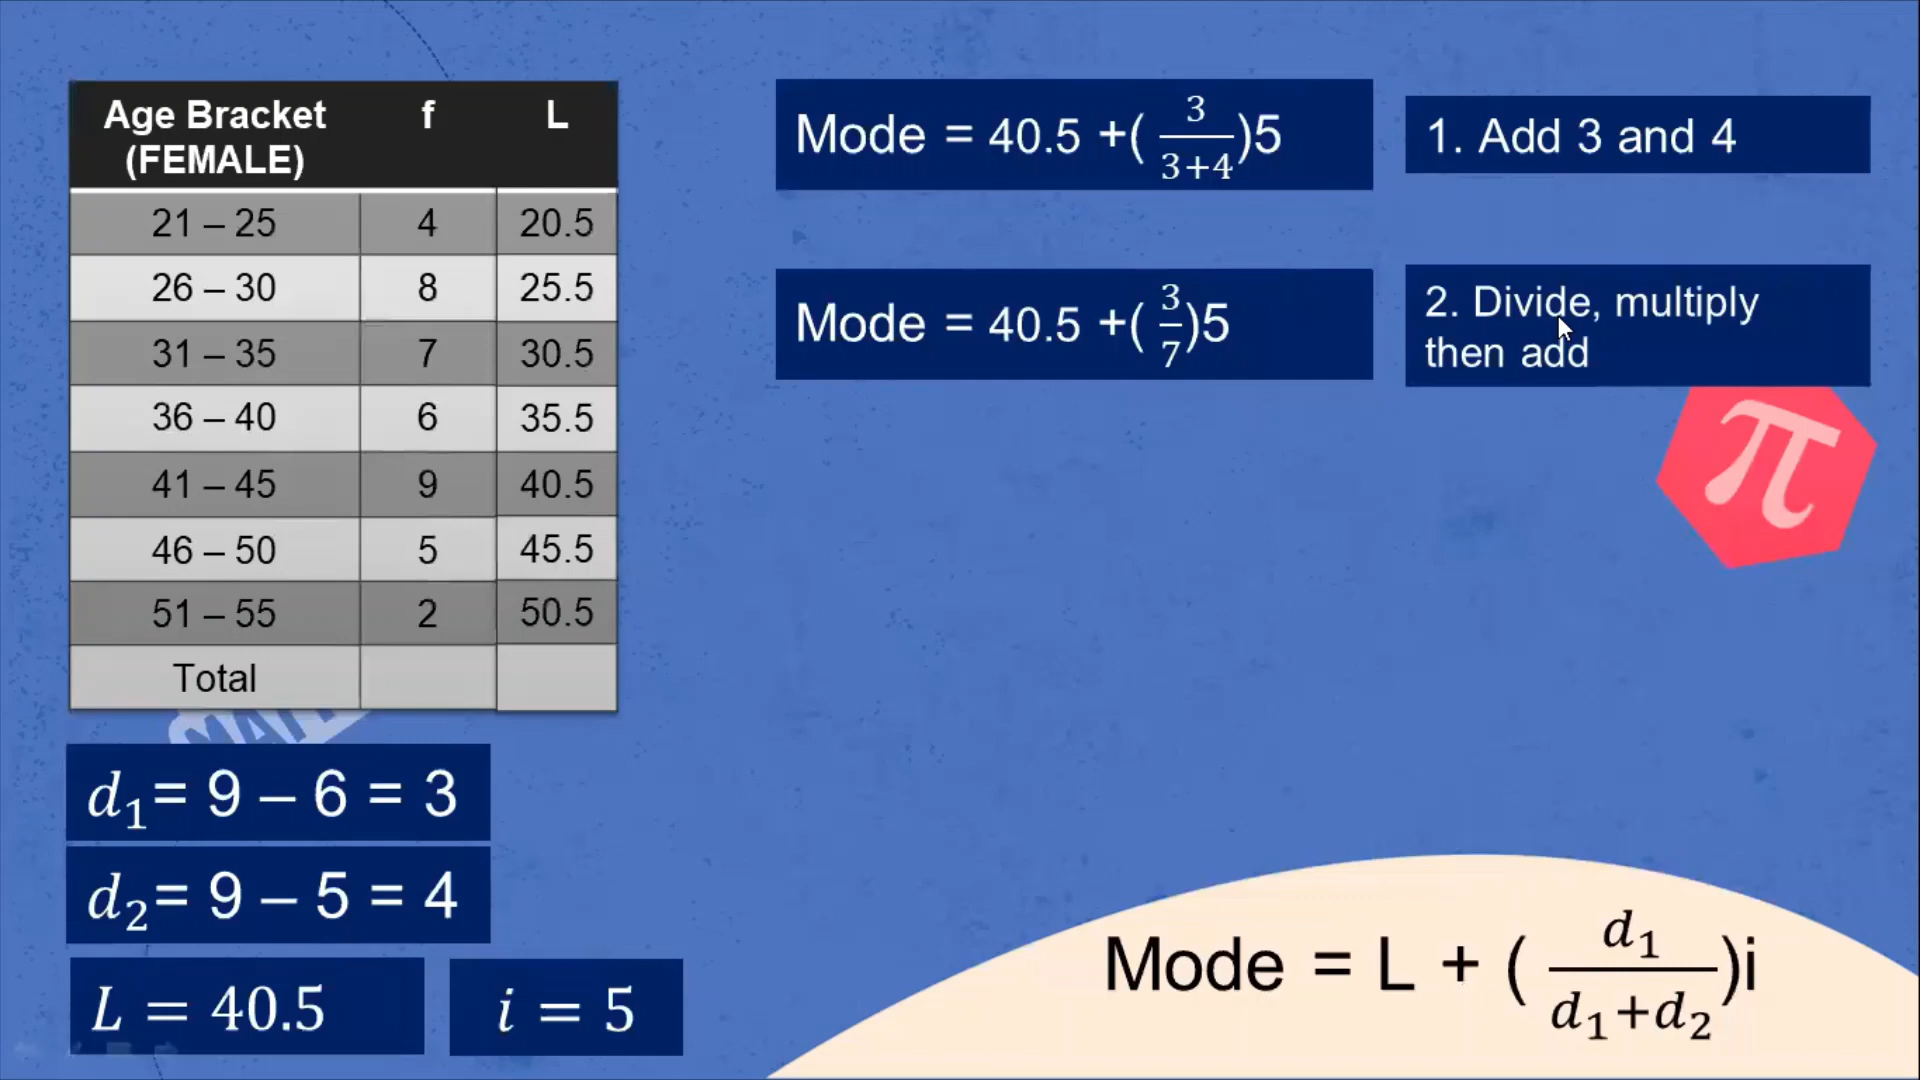 Age Bracket (FEMALE) f L
21 – 25 4 20.5
26 – 30 8 25.5
31 – 35 7 30.5
36 – 40 6 35.5
41 – 45 9 40.5
46 – 50 5 45.5
51 – 55 2 50.5
Total
d₁= 9 – 6 = 3
d₂= 9 – 5 = 4
L = 40.5
i = 5
Mode = 40.5 +( 3/3+4 )5
1. Add 3 and 4
Mode = 40.5 +( 3/7 )5
2. Divide, multiply
then add
π
Mode = L + ( d₁/d₁+d₂ )i